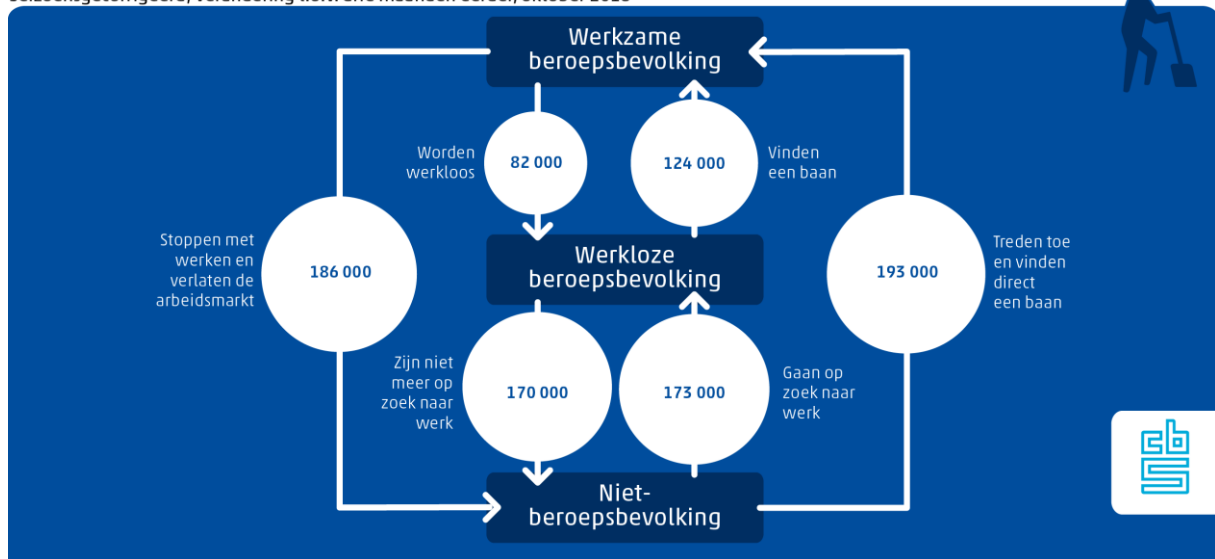 Werkzame
beroepsbevolking
Worden
werkloos
82 000
124 000
Vinden
een baan
Stoppen met
werken en
verlaten de
arbeidsmarkt
186 000
Werkloze
beroepsbevolking
193 000
Treden toe
en vinden
direct
een baan
Zijn niet
meer op
zoek naar
werk
170 000
173 000
Gaan op
zoek naar
werk
Niet-
beroepsbevolking
cbs